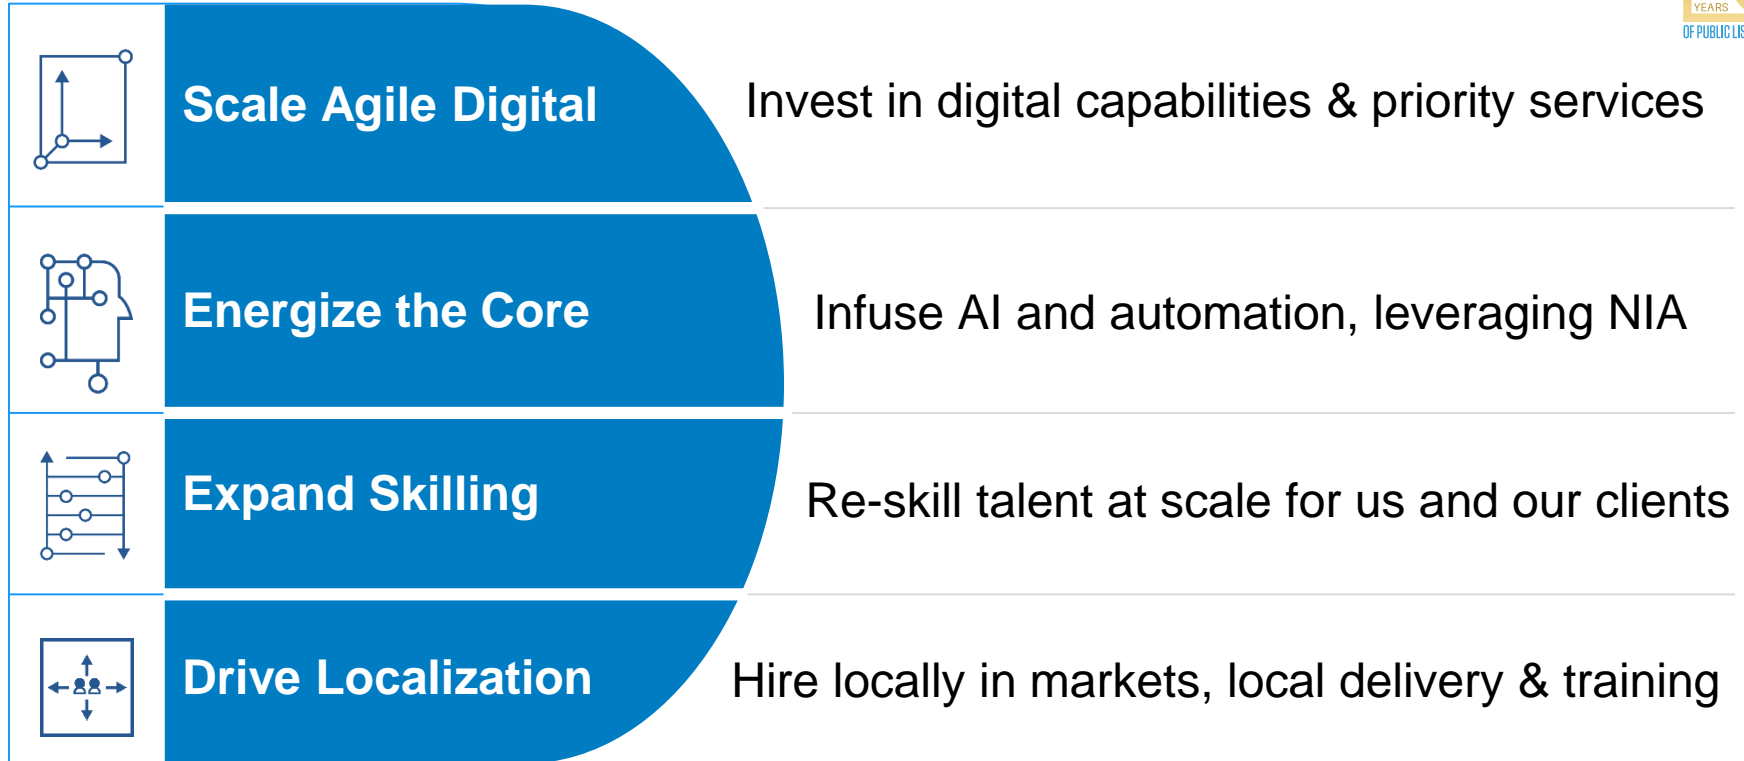 YEARS
OF PUBLIC
Scale Agile Digital
Invest in digital capabilities & priority services
Energize the Core
Infuse AI and automation, leveraging NIA
Expand Skilling
Re-skill talent at scale for us and our clients
Drive Localization
Hire locally in markets, local delivery & training